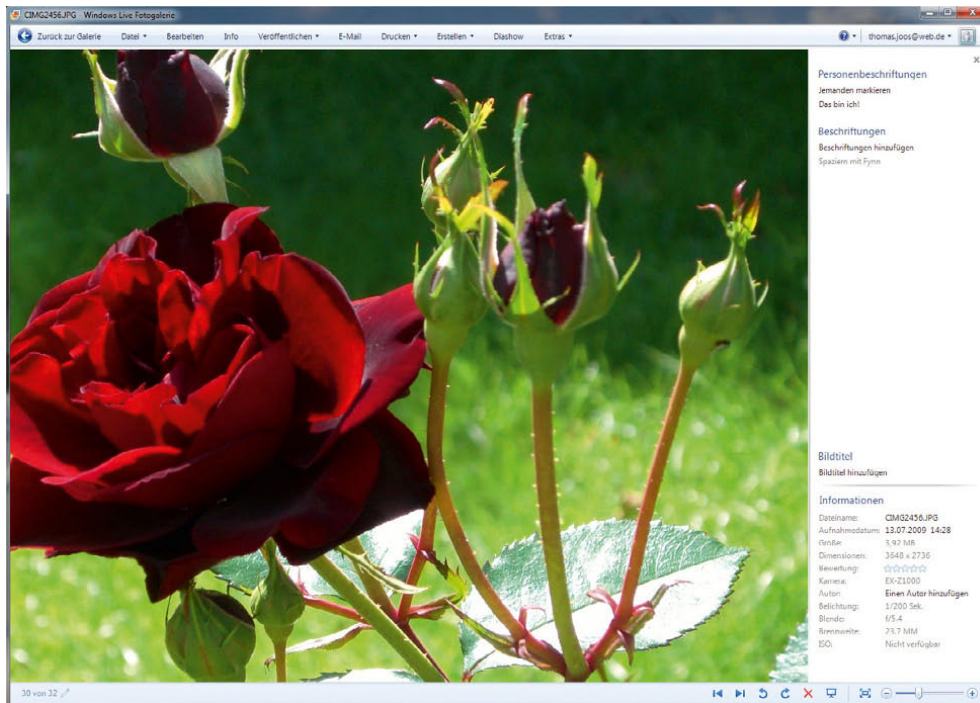 CIMG2456.JPG - Windows Live Fotogalerie
Zurück zur Galerie Datei Bearbeiten Info Veröffentlichen E-Mail Drucken Erstellen Diashow Extras thomas.joos@web.de
Personenbeschriftungen
Jemanden markieren
Das bin ich!
Beschriftungen
Beschriftungen hinzufügen
Spaziern mit Fynn
Bildtitel
Bildtitel hinzufügen
Informationen
Dateiname: CIMG2456.JPG
Aufnahmedatum: 13.07.2009 14:28
Größe: 3,92 MB
Dimensionen: 3648 x 2736
Bewertung:
Kamera: EX-Z1000
Autor: Einen Autor hinzufügen
Belichtung: 1/200 Sek.
Blende: f/5.4
Brennweite: 23.7 MM
ISO: Nicht verfügbar
30 von 32